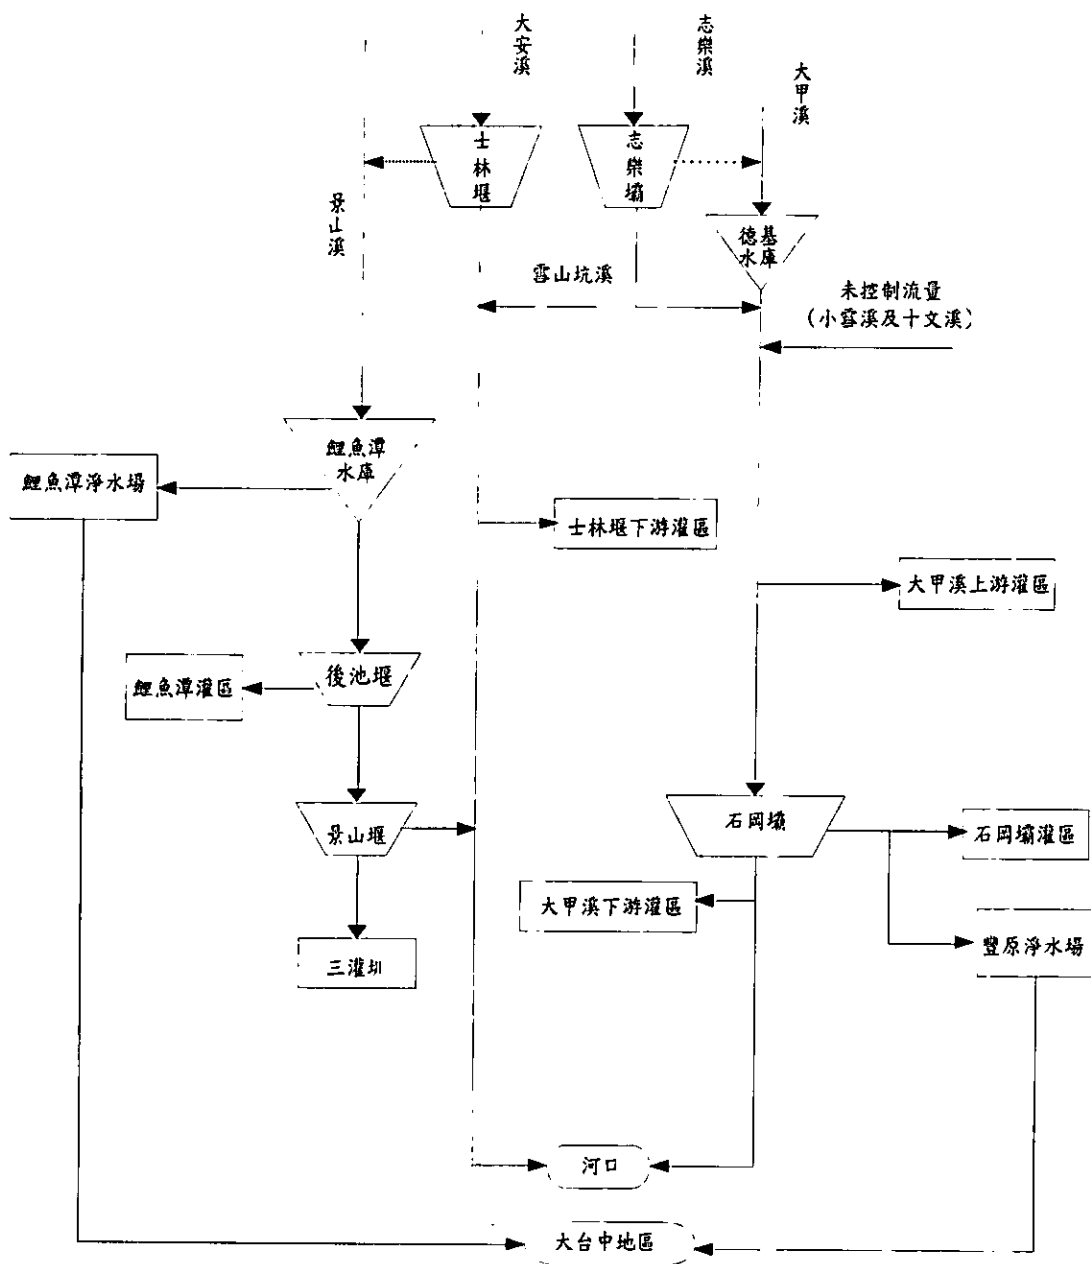 大安溪
志樂溪
大甲溪
士林堰
志樂壩
景山溪
德基
水庫
雪山坑溪
未控制流量
（小雪溪及十文溪）
鯉魚潭
水庫
鯉魚潭淨水場
士林堰下游灌區
大甲溪上游灌區
後池堰
鯉魚潭灌區
景山堰
石岡壩
石岡壩灌區
大甲溪下游灌區
豐原淨水場
三灌圳
河口
大台中地區